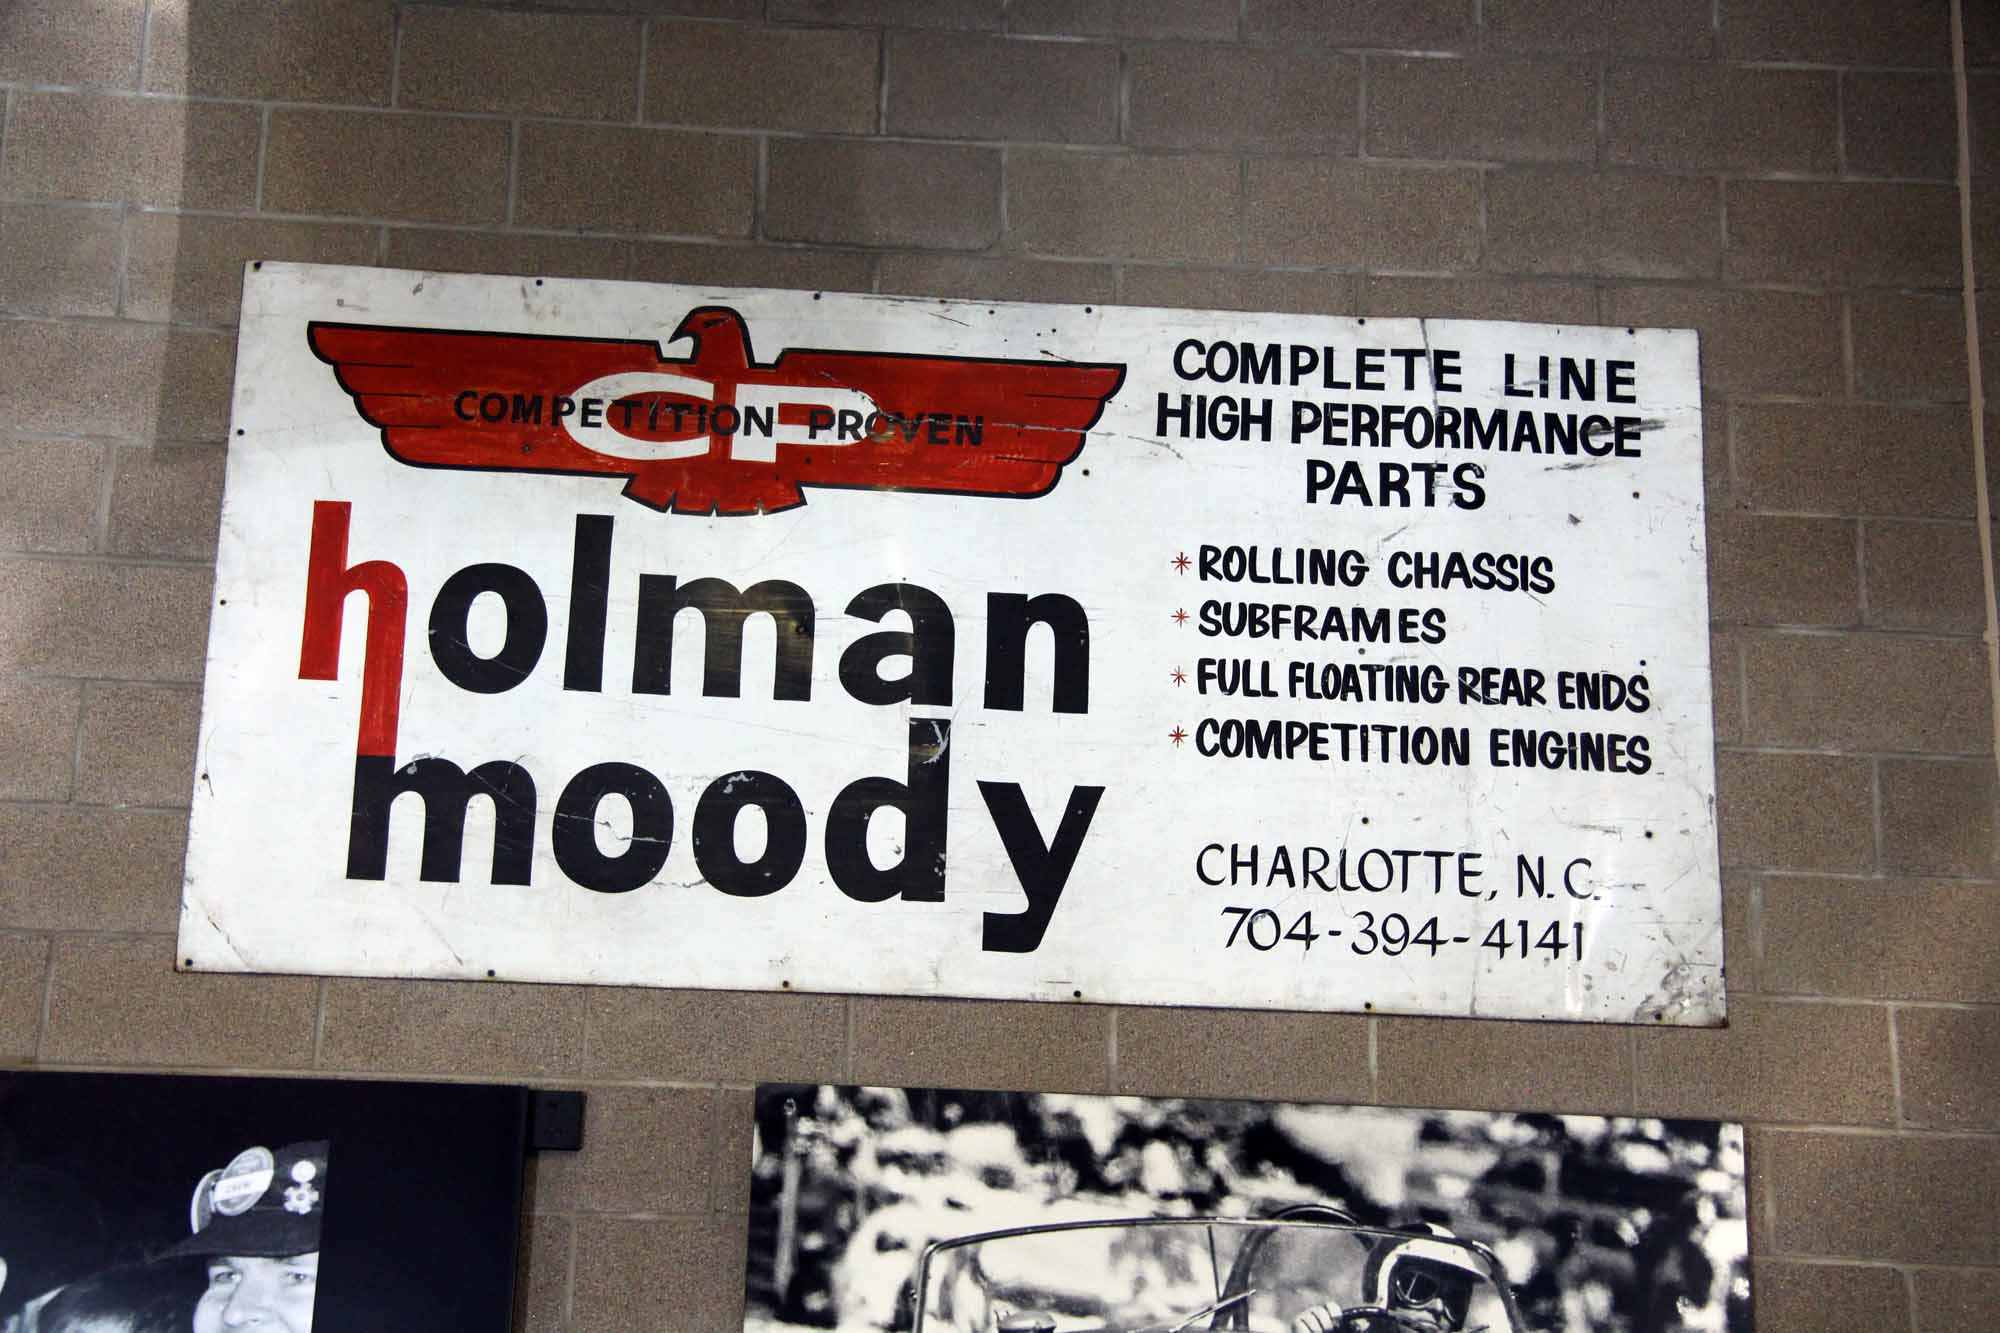 CP
COMPETITION PROVEN
holman
moody
COMPLETE LINE
HIGH PERFORMANCE
PARTS
* ROLLING CHASSIS
* SUBFRAMES
* FULL FLOATING REAR ENDS
* COMPETITION ENGINES
CHARLOTTE, N.C.
704-394-4141